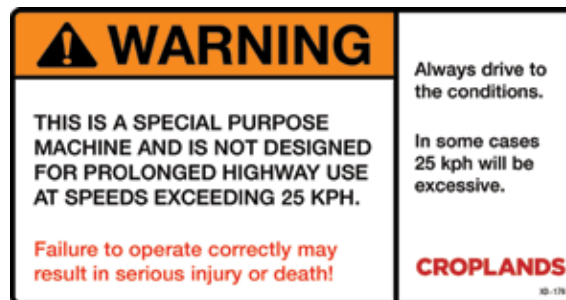 WARNING
THIS IS A SPECIAL PURPOSE
MACHINE AND IS NOT DESIGNED
FOR PROLONGED HIGHWAY USE
AT SPEEDS EXCEEDING 25 KPH.
Failure to operate correctly may
result in serious injury or death!
Always drive to
the conditions.
In some cases
25 kph will be
excessive.
CROPLANDS